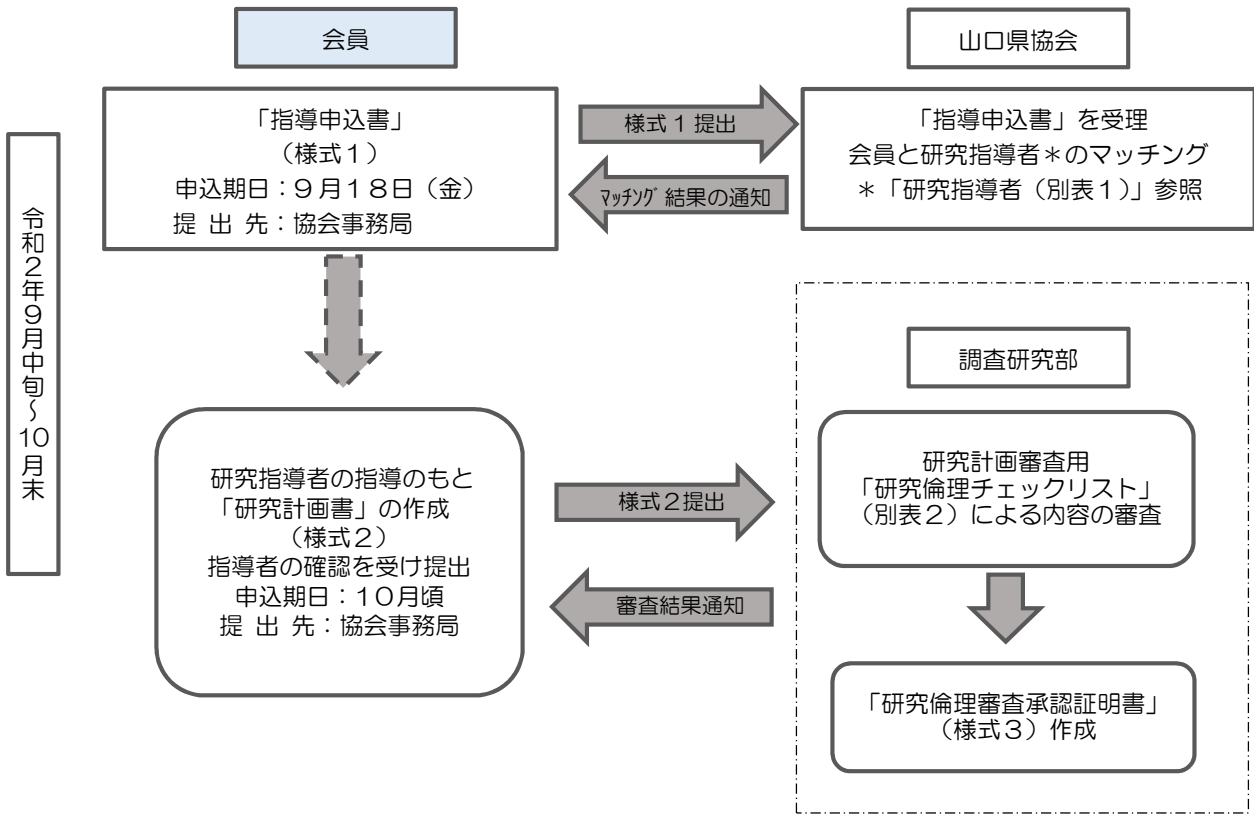 会員
山口県協会
「指導申込書」
（様式１）
申込期日：９月１８日（金）
提 出 先：協会事務局
様式１提出
マッチング 結果の通知
「指導申込書」を受理
会員と研究指導者＊のマッチング
＊「研究指導者（別表１）」参照
令和２年９月中旬～10月末
調査研究部
研究指導者の指導のもと
「研究計画書」の作成
（様式２）
指導者の確認を受け提出
申込期日：１０月頃
提 出 先：協会事務局
様式２提出
審査結果通知
研究計画審査用
「研究倫理チェックリスト」
（別表２）による内容の審査
「研究倫理審査承認証明書」
（様式３）作成